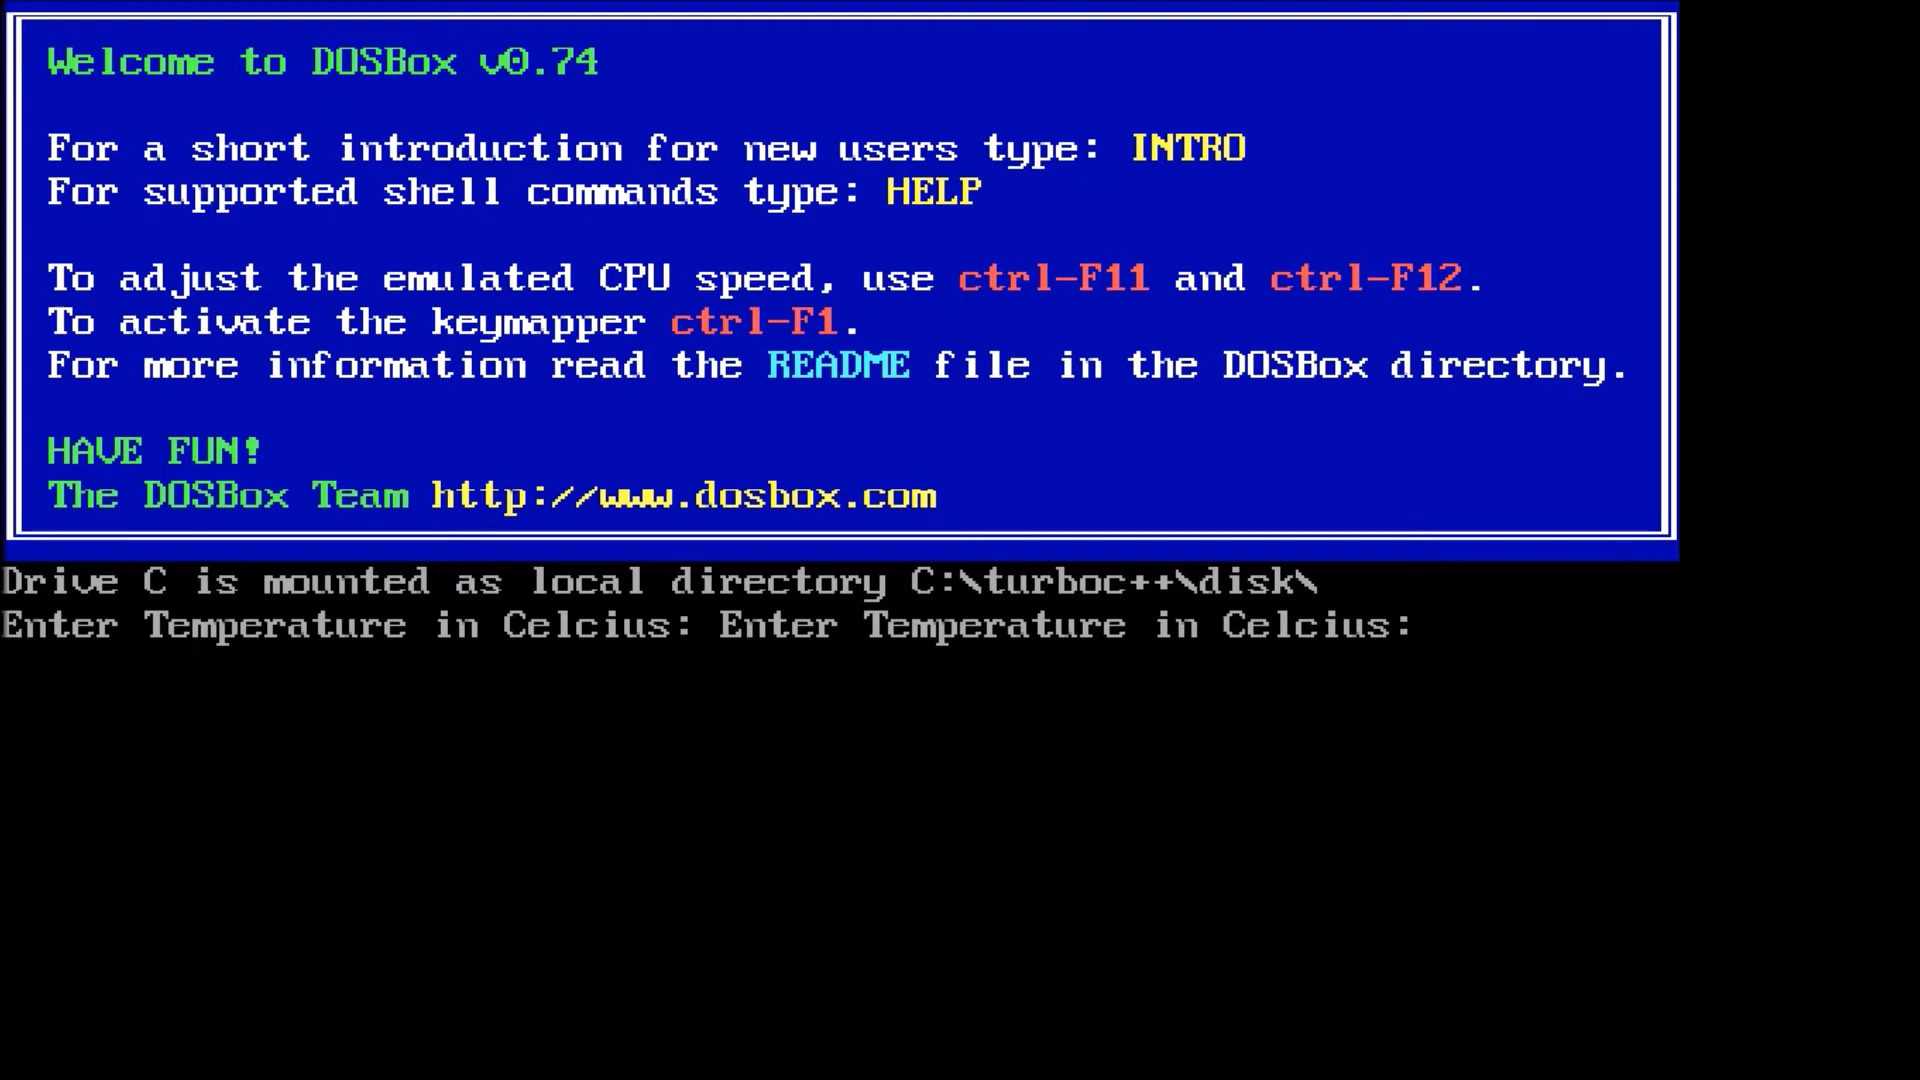 Welcome to DOSBox v0.74
For a short introduction for new users type: INTRO
For supported shell commands type: HELP
To adjust the emulated CPU speed, use ctrl-F11 and ctrl-F12.
To activate the keymapper ctrl-F1.
For more information read the README file in the DOSBox directory.
HAVE FUN!
The DOSBox Team http://www.dosbox.com
Drive C is mounted as local directory C:\turboc++\disk\
Enter Temperature in Celcius: Enter Temperature in Celcius: